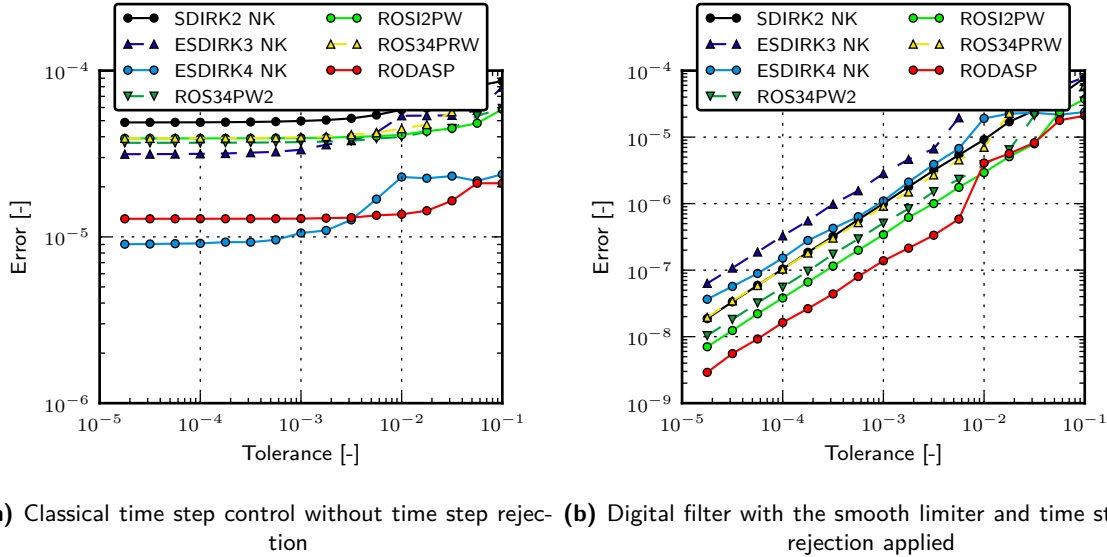 SDIRK2 NK
ESDIRK3 NK
ESDIRK4 NK
ROS34PW2
ROSI2PW
ROS34PRW
RODASP
10⁻⁴
10⁻⁵
10⁻⁶
Error [-]
10⁻⁵ 10⁻⁴ 10⁻³ 10⁻² 10⁻¹
Tolerance [-]
SDIRK2 NK
ESDIRK3 NK
ESDIRK4 NK
ROS34PW2
ROSI2PW
ROS34PRW
RODASP
10⁻⁴
10⁻⁵
10⁻⁶
10⁻⁷
10⁻⁸
10⁻⁹
Error [-]
10⁻⁵ 10⁻⁴ 10⁻³ 10⁻² 10⁻¹
Tolerance [-]
) Classical time step control without time step rejec-
tion
(b) Digital filter with the smooth limiter and time st
rejection applied